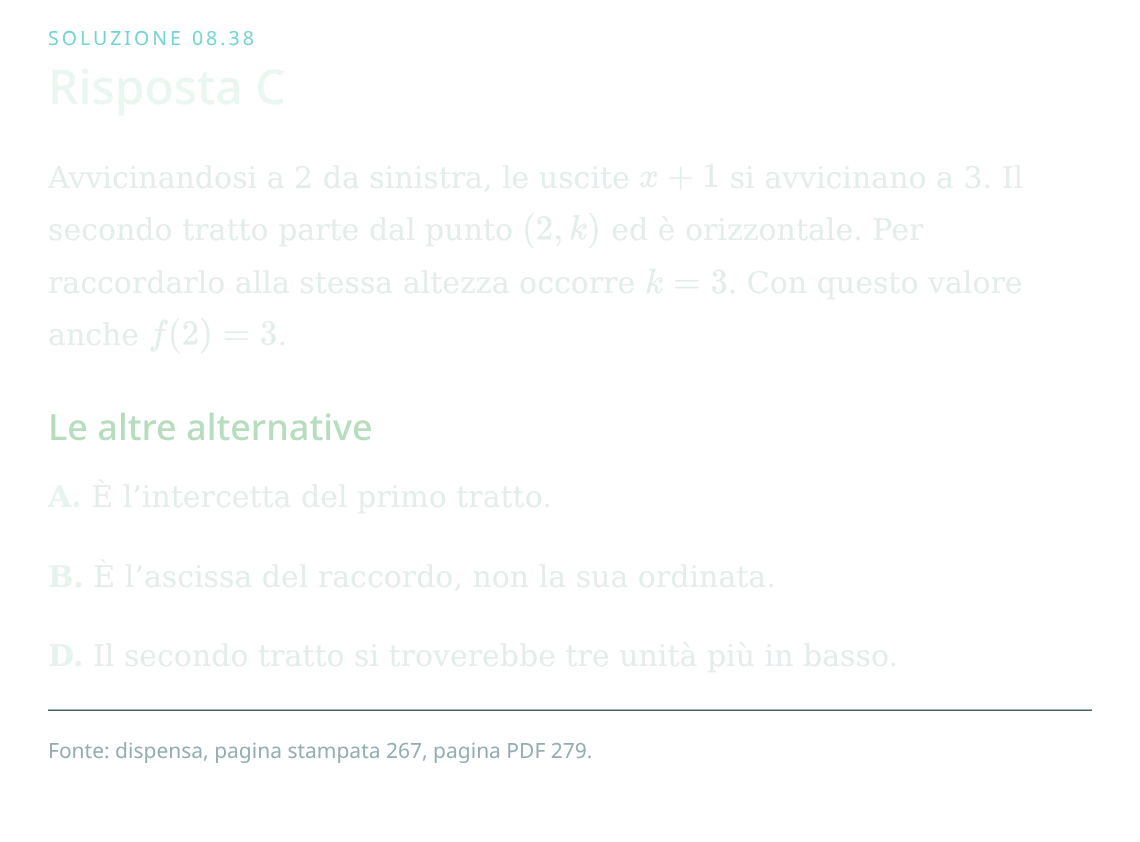 SOLUZIONE 08.38
Risposta C
Avvicinandosi a 2 da sinistra, le uscite x + 1 si avvicinano a 3. Il
secondo tratto parte dal punto (2, k) ed è orizzontale. Per
raccordarlo alla stessa altezza occorre k = 3. Con questo valore
anche f(2) = 3.
Le altre alternative
A. È l’intercetta del primo tratto.
B. È l’ascissa del raccordo, non la sua ordinata.
D. Il secondo tratto si troverebbe tre unità più in basso.
Fonte: dispensa, pagina stampata 267, pagina PDF 279.